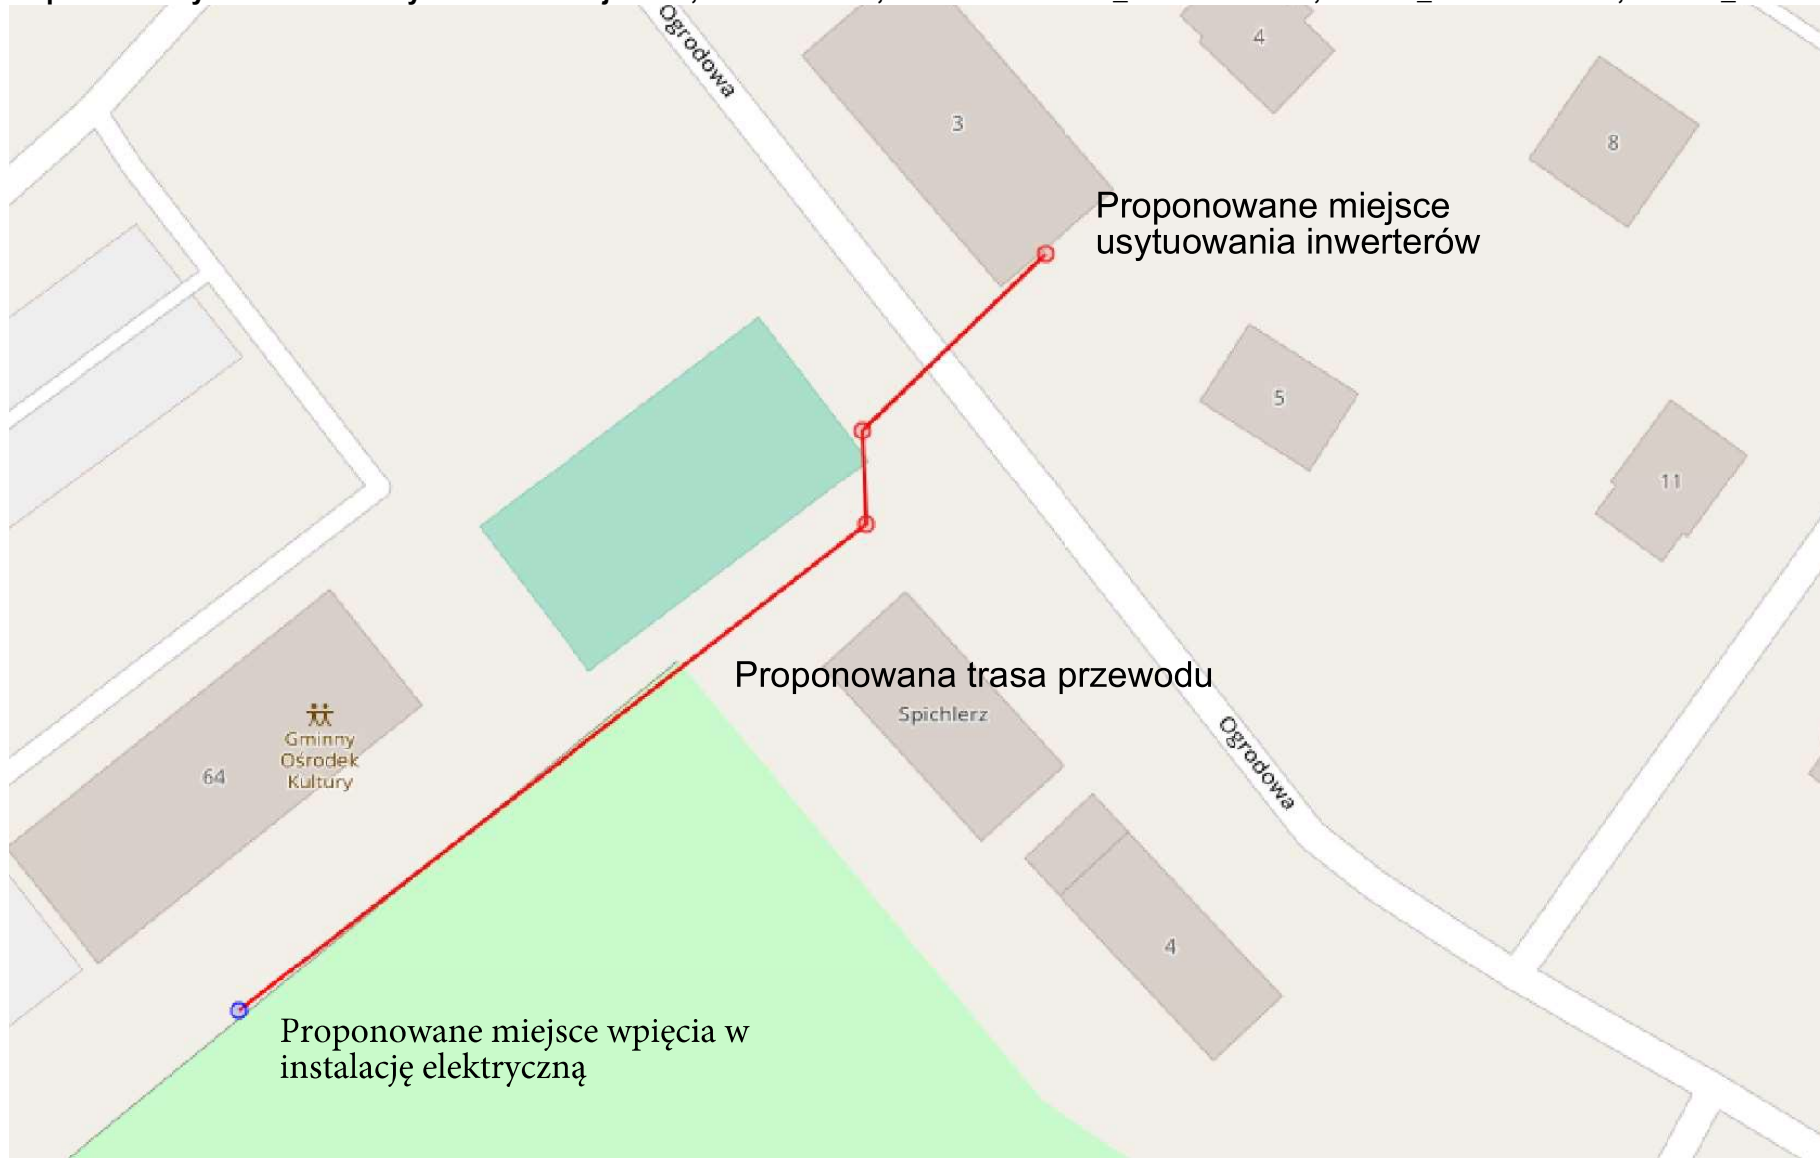 Ogrodowa
4
3
8
Proponowane miejsce
usytuowania inwerterów
5
11
Proponowana trasa przewodu
Spichlerz
Gminny
Ośrodek
Kultury
64
Ogrodowa
4
Proponowane miejsce wpięcia w
instalację elektryczną